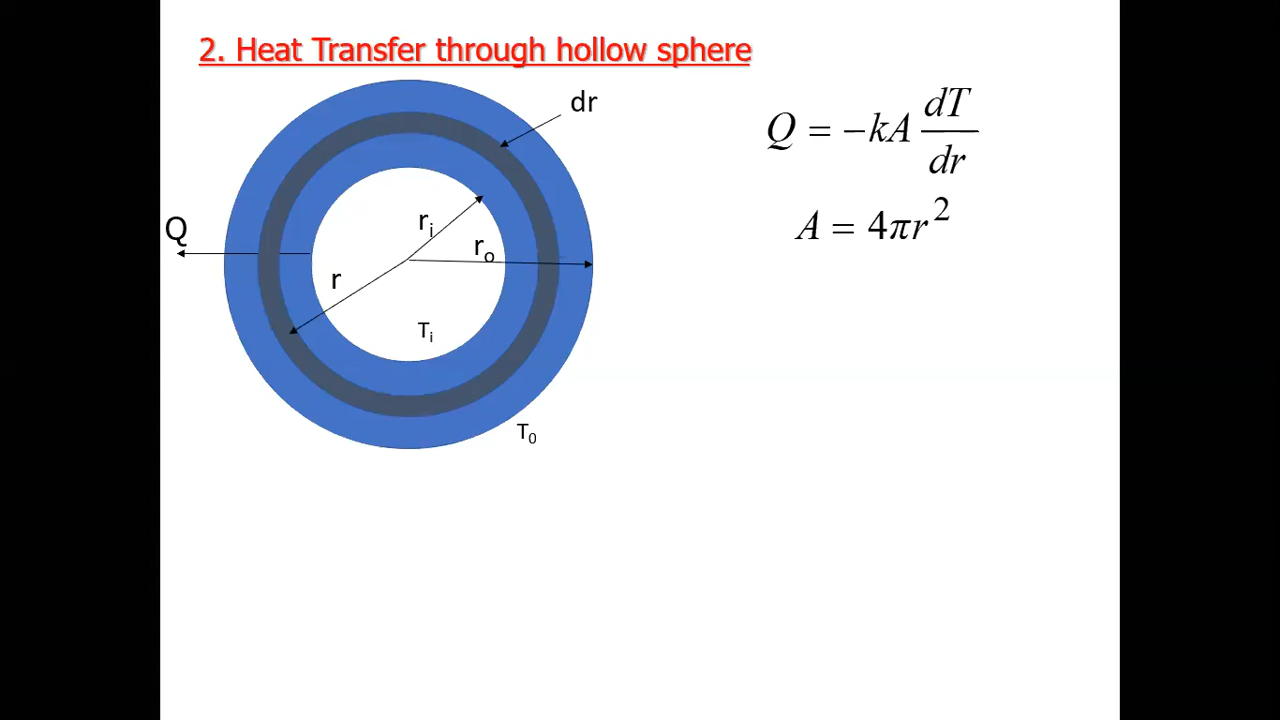 2. Heat Transfer through hollow sphere
dr
Q = −kA dT/dr
A = 4πr²
Q
rᵢ
rₒ
r
Tᵢ
T₀